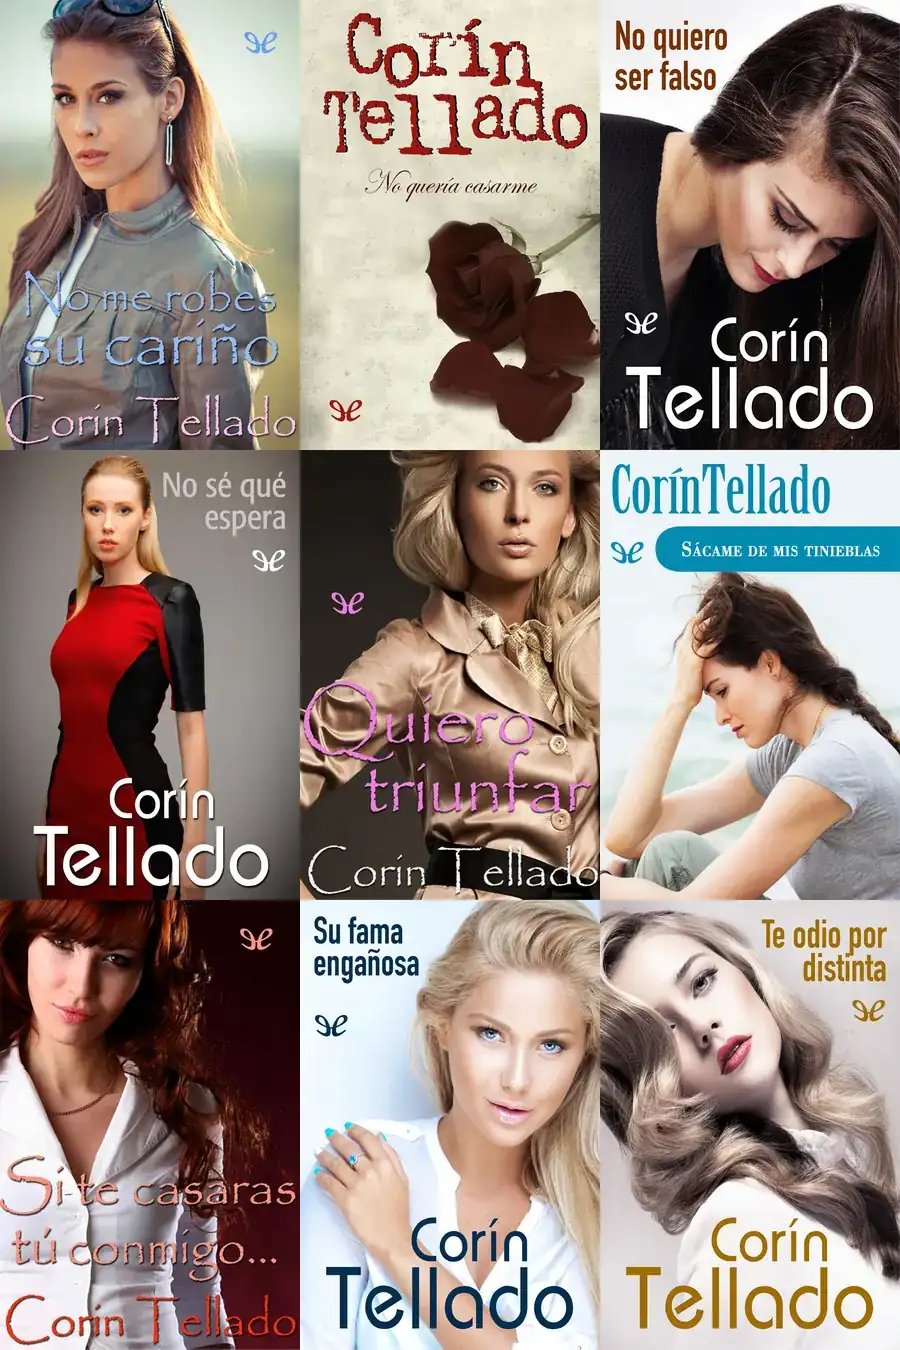 No me robes
su cariño
Corín Tellado
Corín
Tellado
No quería casarme
No quiero
ser falso
Corín
Tellado
No sé qué
espera
Corín
Tellado
Quiero
triunfar
Corín Tellado
CorínTellado
SÁCAME DE MIS TINIEBLAS
Si te casaras
tú conmigo...
Corín Tellado
Su fama
engañosa
Corín
Tellado
Te odio por
distinta
Corín
Tellado